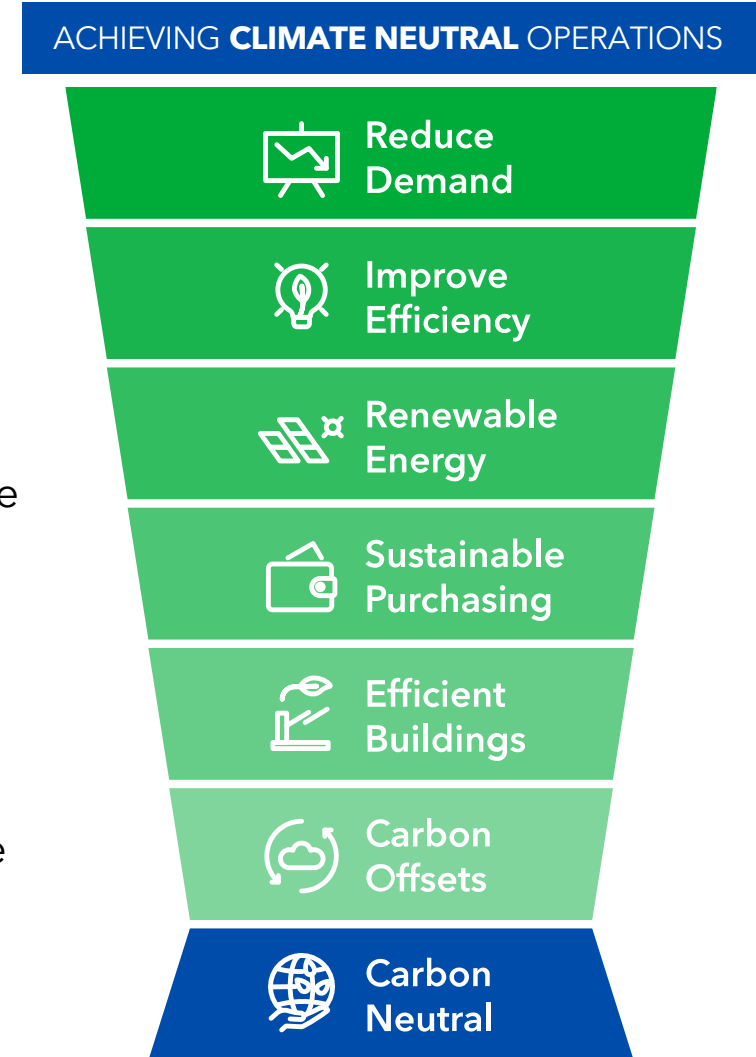 ACHIEVING CLIMATE NEUTRAL OPERATIONS
Reduce
Demand
Improve
Efficiency
Renewable
Energy
e
Sustainable
Purchasing
Efficient
Buildings
Carbon
Offsets
e
Carbon
Neutral